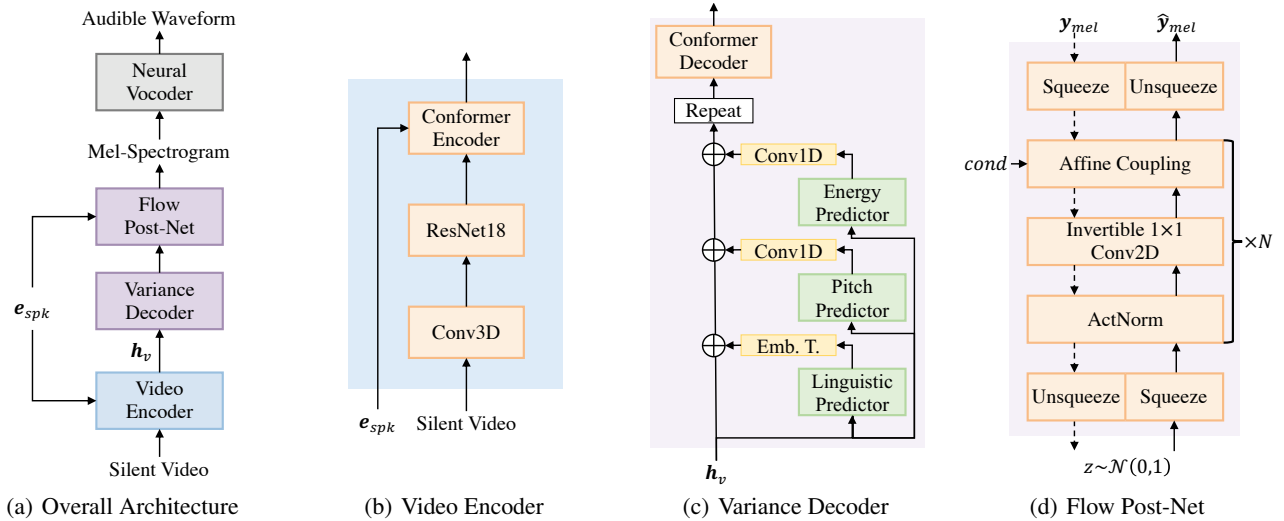 Audible Waveform
Neural
Vocoder
Mel-Spectrogram
Flow
Post-Net
Variance
Decoder
e_spk
h_v
Video
Encoder
Silent Video
(a) Overall Architecture
Conformer
Encoder
ResNet18
Conv3D
e_spk
Silent Video
(b) Video Encoder
Conformer
Decoder
Repeat
Conv1D
Energy
Predictor
Conv1D
Pitch
Predictor
Emb. T.
Linguistic
Predictor
h_v
(c) Variance Decoder
y_mel
ŷ_mel
Squeeze
Unsqueeze
cond
Affine Coupling
Invertible 1×1
Conv2D
×N
ActNorm
Unsqueeze
Squeeze
z~𝒩(0,1)
(d) Flow Post-Net